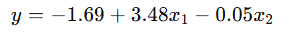 y = −1.69 + 3.48x₁ − 0.05x₂